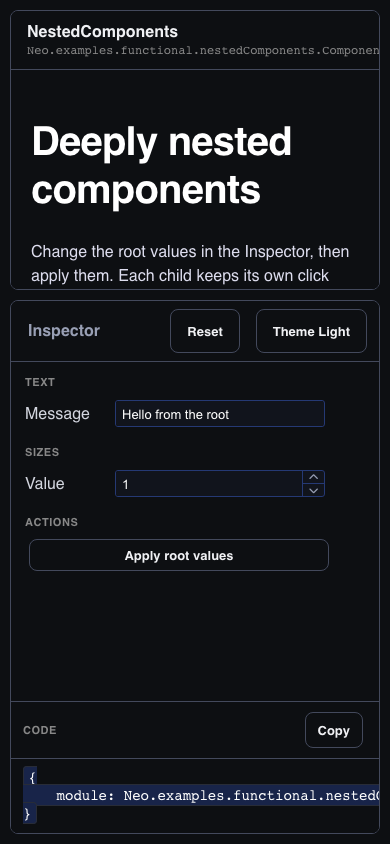 NestedComponents
Neo.examples.functional.nestedComponents.Componen
Deeply nested
components
Change the root values in the Inspector, then
apply them. Each child keeps its own click
Inspector
Reset
Theme Light
TEXT
Message
Hello from the root
SIZES
Value
1
ACTIONS
Apply root values
CODE
Copy
{
module: Neo.examples.functional.nested
}